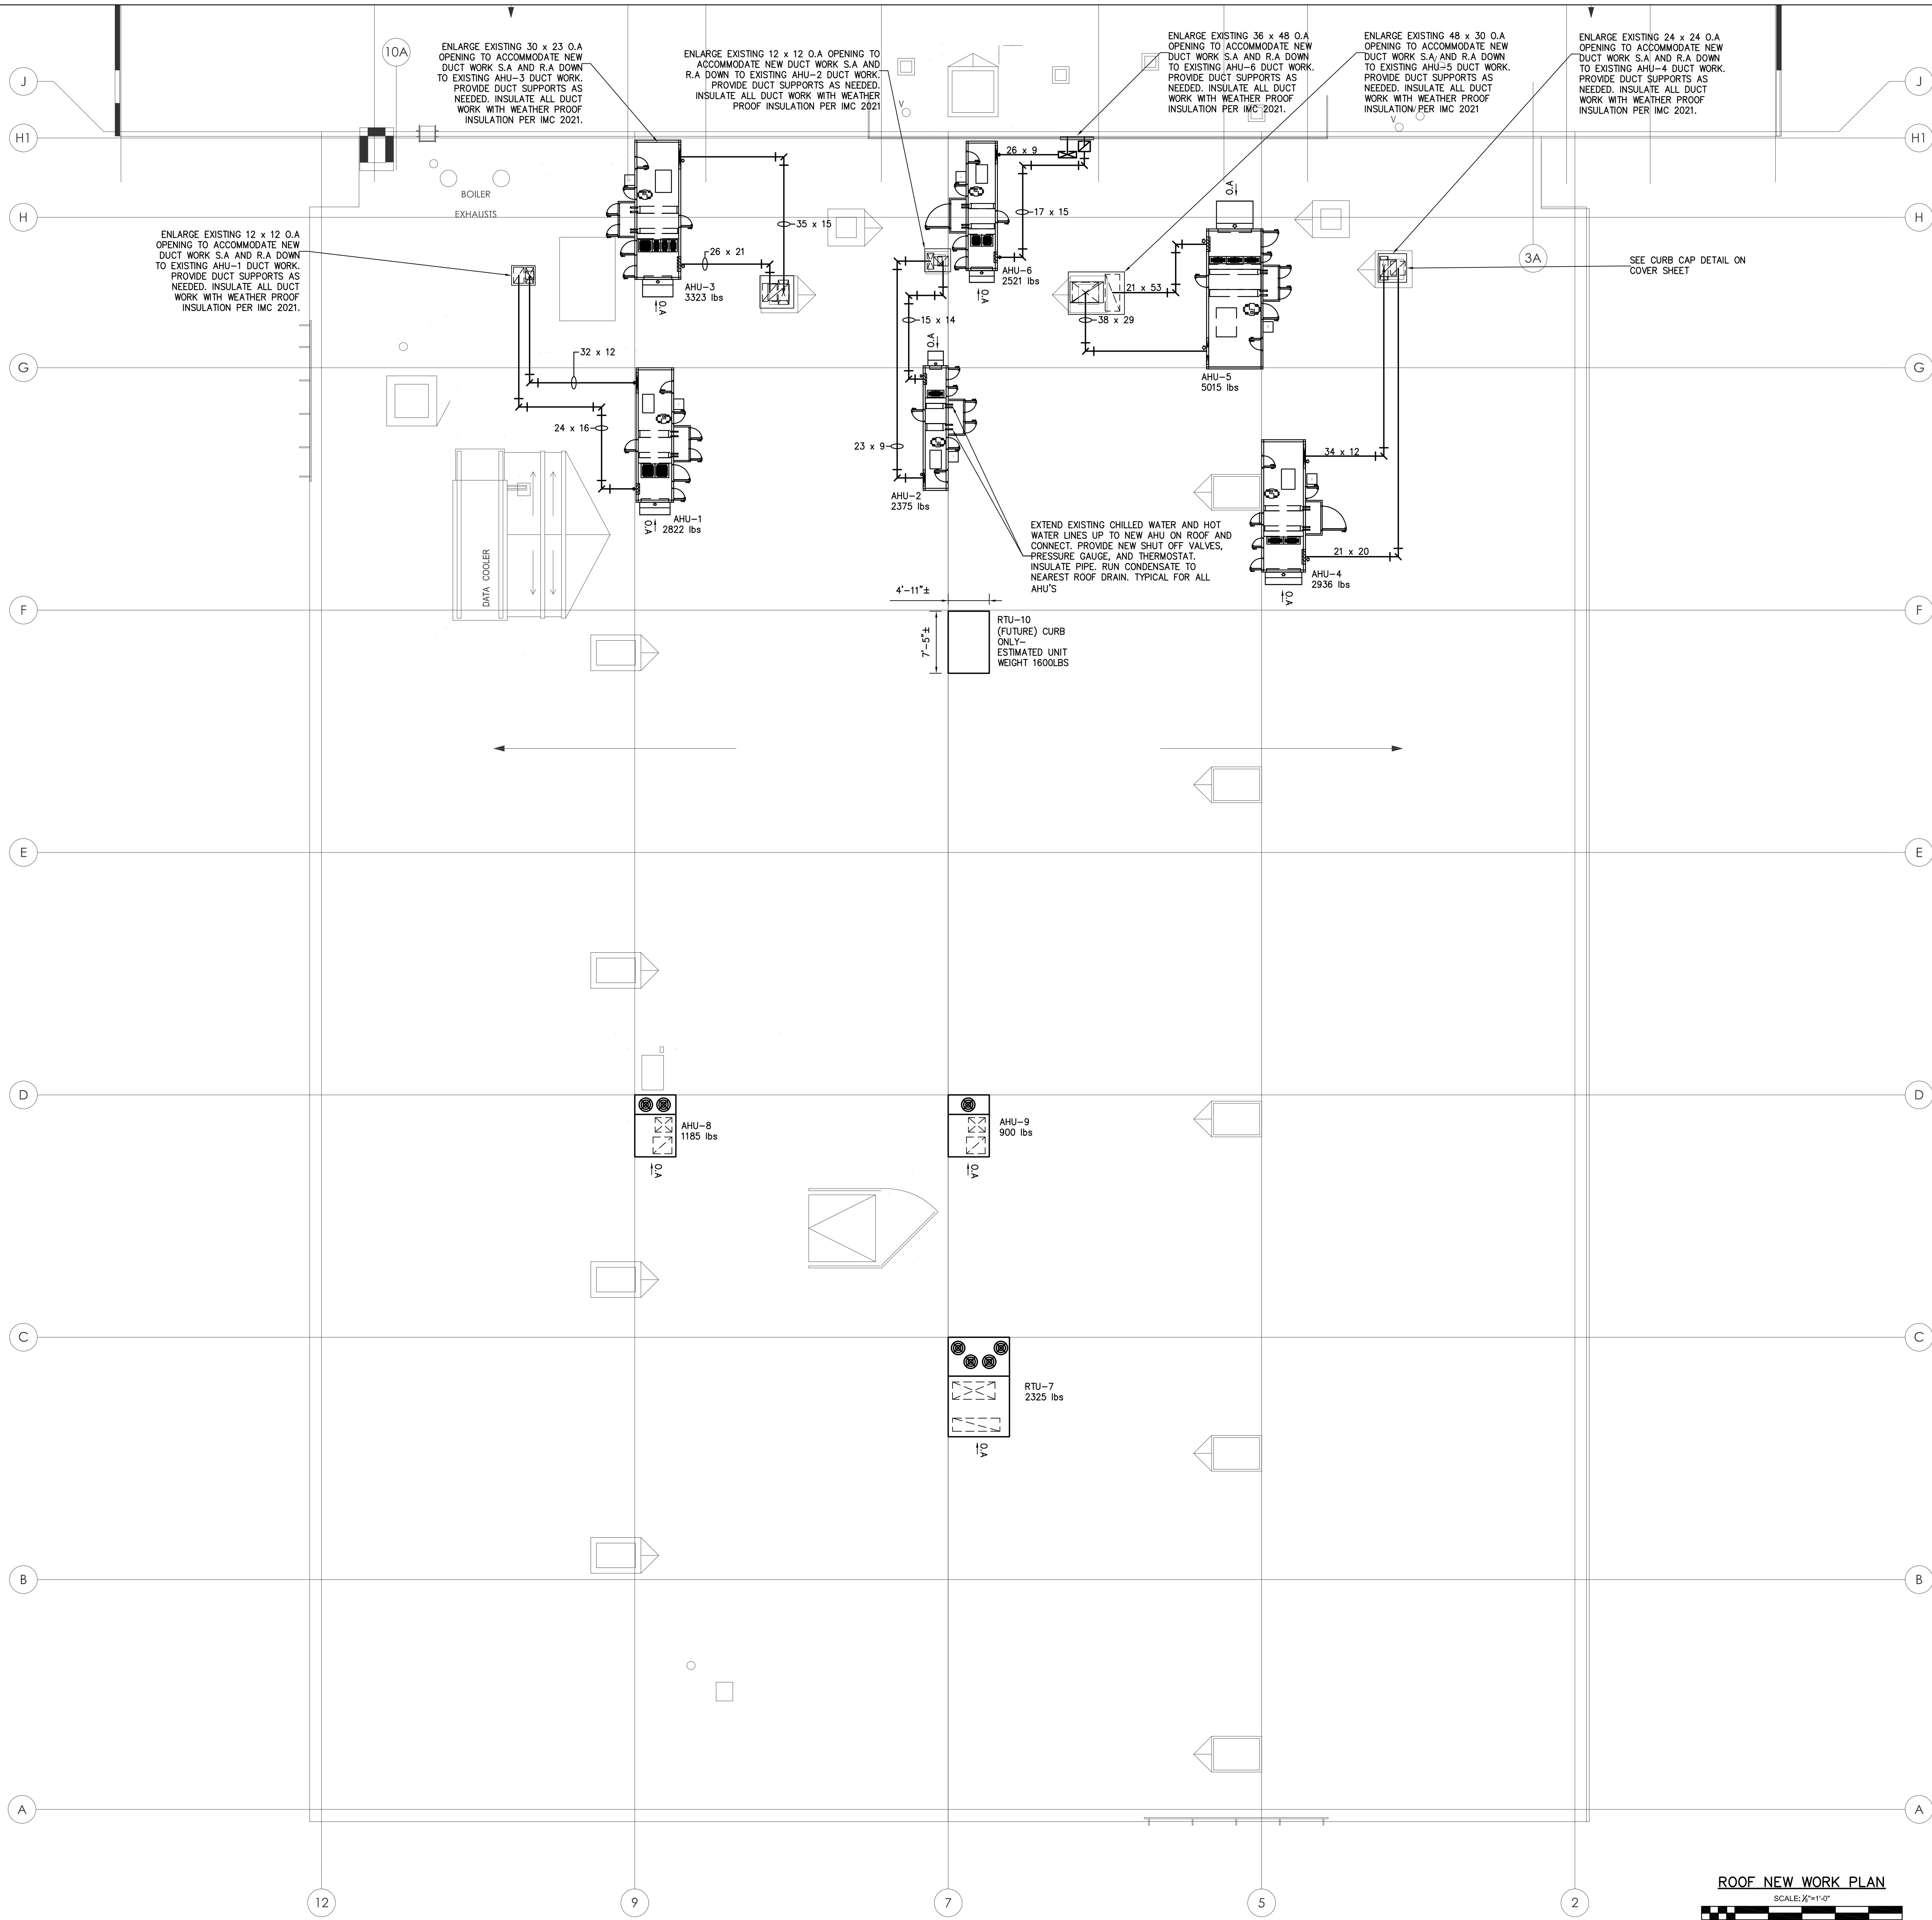 10A
ENLARGE EXISTING 30 x 23 O.A
OPENING TO ACCOMMODATE NEW
DUCT WORK S.A AND R.A DOWN
TO EXISTING AHU-3 DUCT WORK.
PROVIDE DUCT SUPPORTS AS
NEEDED. INSULATE ALL DUCT
WORK WITH WEATHER PROOF
INSULATION PER IMC 2021.
ENLARGE EXISTING 12 x 12 O.A OPENING TO
ACCOMMODATE NEW DUCT WORK S.A AND
R.A DOWN TO EXISTING AHU-2 DUCT WORK.
PROVIDE DUCT SUPPORTS AS NEEDED.
INSULATE ALL DUCT WORK WITH WEATHER
PROOF INSULATION PER IMC 2021
ENLARGE EXISTING 36 x 48 O.A
OPENING TO ACCOMMODATE NEW
DUCT WORK S.A AND R.A DOWN
TO EXISTING AHU-6 DUCT WORK.
PROVIDE DUCT SUPPORTS AS
NEEDED. INSULATE ALL DUCT
WORK WITH WEATHER PROOF
INSULATION PER IMC 2021.
ENLARGE EXISTING 48 x 30 O.A
OPENING TO ACCOMMODATE NEW
DUCT WORK S.A AND R.A DOWN
TO EXISTING AHU-5 DUCT WORK.
PROVIDE DUCT SUPPORTS AS
NEEDED. INSULATE ALL DUCT
WORK WITH WEATHER PROOF
INSULATION PER IMC 2021
ENLARGE EXISTING 24 x 24 O.A
OPENING TO ACCOMMODATE NEW
DUCT WORK S.A AND R.A DOWN
TO EXISTING AHU-4 DUCT WORK.
PROVIDE DUCT SUPPORTS AS
NEEDED. INSULATE ALL DUCT
WORK WITH WEATHER PROOF
INSULATION PER IMC 2021.
J
J
V
V
V
H1
H1
26 x 9
BOILER
EXHAUSTS
O.A
H
H
17 x 15
35 x 15
ENLARGE EXISTING 12 x 12 O.A
OPENING TO ACCOMMODATE NEW
DUCT WORK S.A AND R.A DOWN
TO EXISTING AHU-1 DUCT WORK.
PROVIDE DUCT SUPPORTS AS
NEEDED. INSULATE ALL DUCT
WORK WITH WEATHER PROOF
INSULATION PER IMC 2021.
26 x 21
3A
SEE CURB CAP DETAIL ON
COVER SHEET
AHU-3
3323 lbs
O.A
AHU-6
2521 lbs
O.A
21 x 53
38 x 29
15 x 14
O.A
32 x 12
G
G
AHU-5
5015 lbs
24 x 16
23 x 9
34 x 12
AHU-2
2375 lbs
AHU-1
2822 lbs
O.A
EXTEND EXISTING CHILLED WATER AND HOT
WATER LINES UP TO NEW AHU ON ROOF AND
CONNECT. PROVIDE NEW SHUT OFF VALVES,
PRESSURE GAUGE, AND THERMOSTAT.
INSULATE PIPE. RUN CONDENSATE TO
NEAREST ROOF DRAIN. TYPICAL FOR ALL
AHU'S
21 x 20
AHU-4
2936 lbs
O.A
DATA COOLER
4'-11"±
F
F
7'-5"±
RTU-10
(FUTURE) CURB
ONLY-
ESTIMATED UNIT
WEIGHT 1600LBS
E
E
D
D
AHU-8
1185 lbs
O.A
AHU-9
900 lbs
O.A
C
C
RTU-7
2325 lbs
O.A
B
B
A
A
12
9
7
5
2
ROOF NEW WORK PLAN